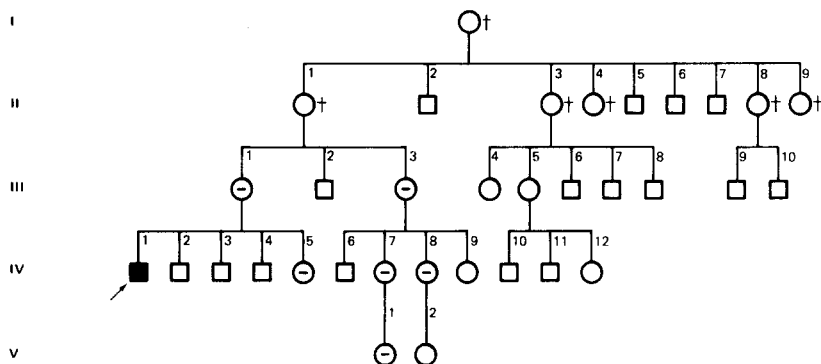 I
†
1 2 3 4 5 6 7 8 9
II † † † † †
1 2 3 4 5 6 7 8 9 10
III
1 2 3 4 5 6 7 8 9 10 11 12
IV
1 2
V